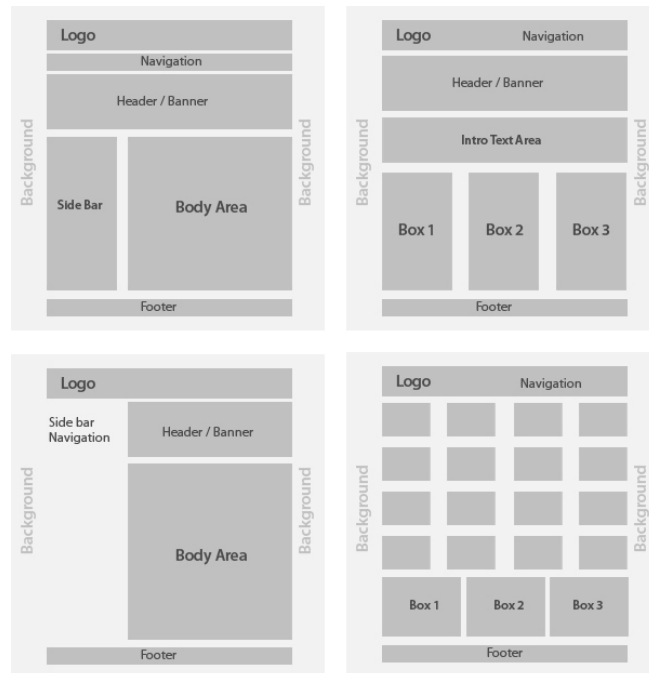 Logo
Navigation
Header / Banner
Background
Background
Side Bar
Body Area
Footer
Logo
Navigation
Header / Banner
Intro Text Area
Background
Background
Box 1
Box 2
Box 3
Footer
Logo
Side bar
Navigation
Header / Banner
Background
Background
Body Area
Footer
Logo
Navigation
Background
Background
Box 1
Box 2
Box 3
Footer